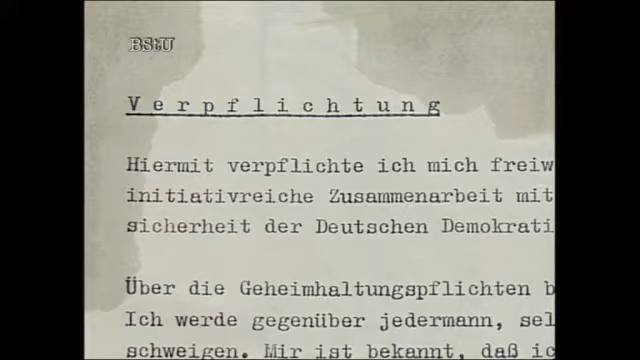 BStU
Verpflichtung
Hiermit verpflichte ich mich freiw
initiativreiche Zusammenarbeit mit
sicherheit der Deutschen Demokrati
Über die Geheimhaltungspflichten b
Ich werde gegenüber jedermann, sel
schweigen. Mir ist bekannt, daß ic